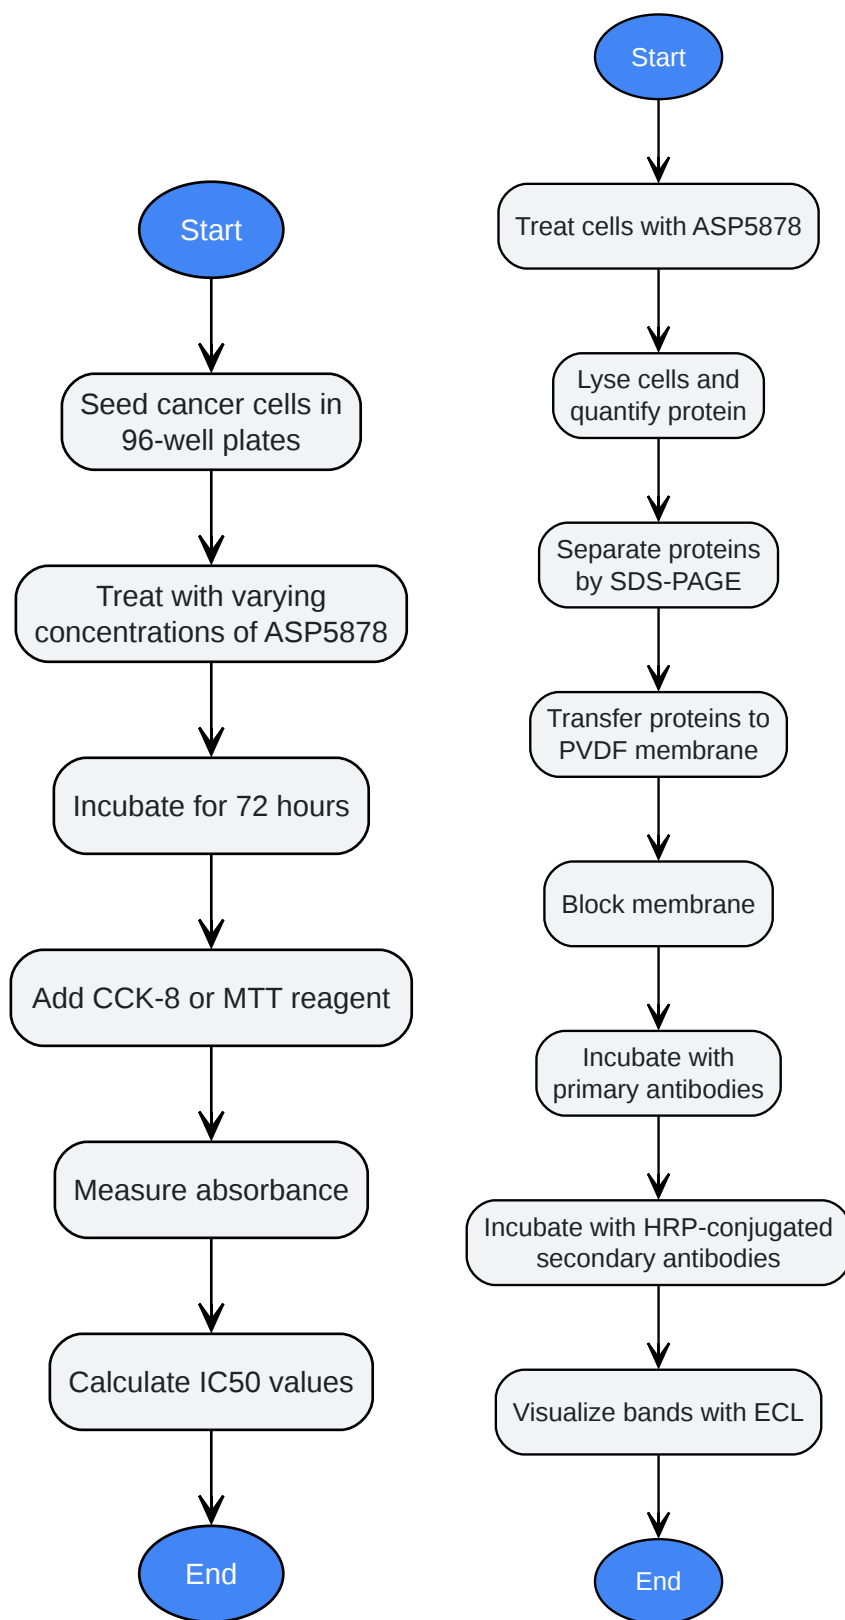 Start
Seed cancer cells in
96-well plates
Treat with varying
concentrations of ASP5878
Incubate for 72 hours
Add CCK-8 or MTT reagent
Measure absorbance
Calculate IC50 values
End
Start
Treat cells with ASP5878
Lyse cells and
quantify protein
Separate proteins
by SDS-PAGE
Transfer proteins to
PVDF membrane
Block membrane
Incubate with
primary antibodies
Incubate with HRP-conjugated
secondary antibodies
Visualize bands with ECL
End